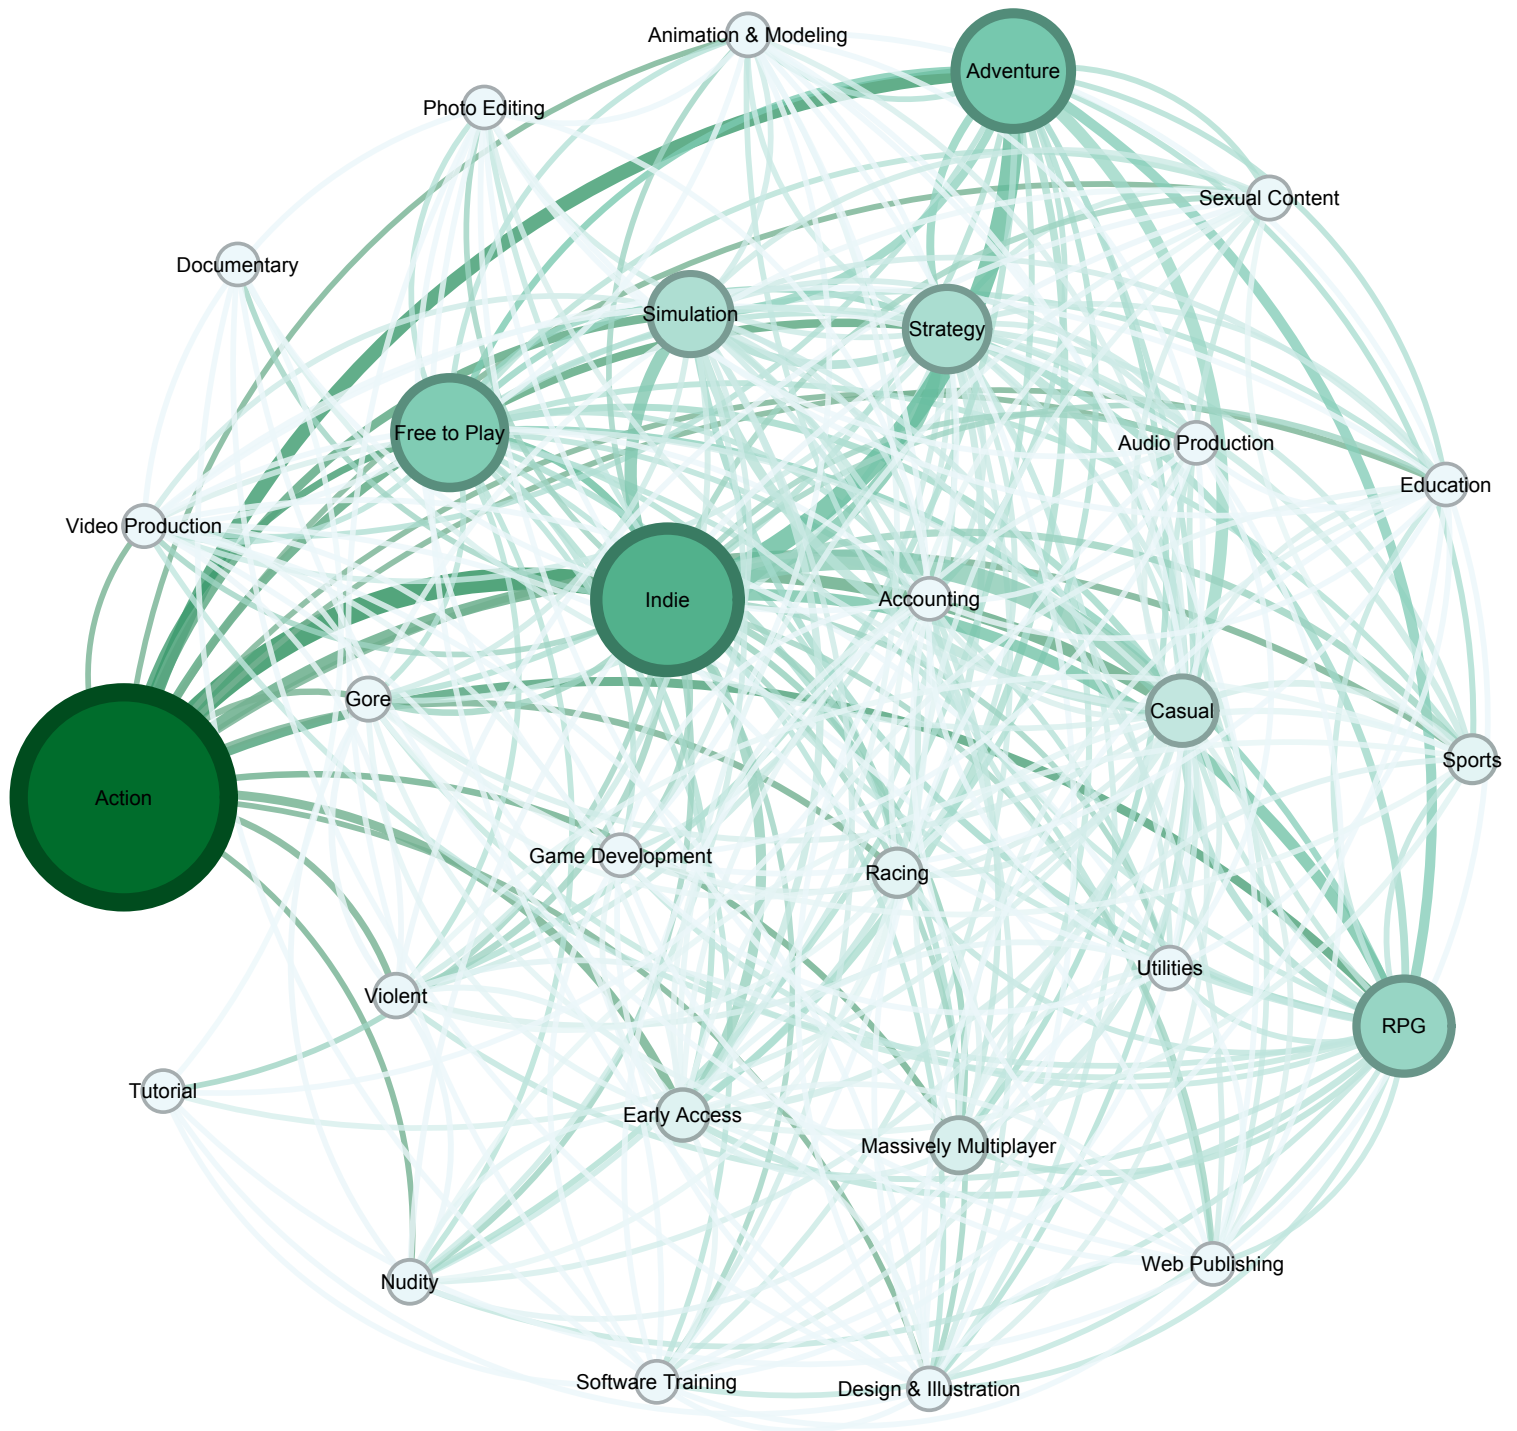 Animation & Modeling
Adventure
Photo Editing
Sexual Content
Documentary
Simulation
Strategy
Free to Play
Audio Production
Education
Video Production
Indie
Accounting
Gore
Casual
Sports
Action
Game Development
Racing
Utilities
Violent
RPG
Tutorial
Early Access
Massively Multiplayer
Web Publishing
Nudity
Software Training
Design & Illustration